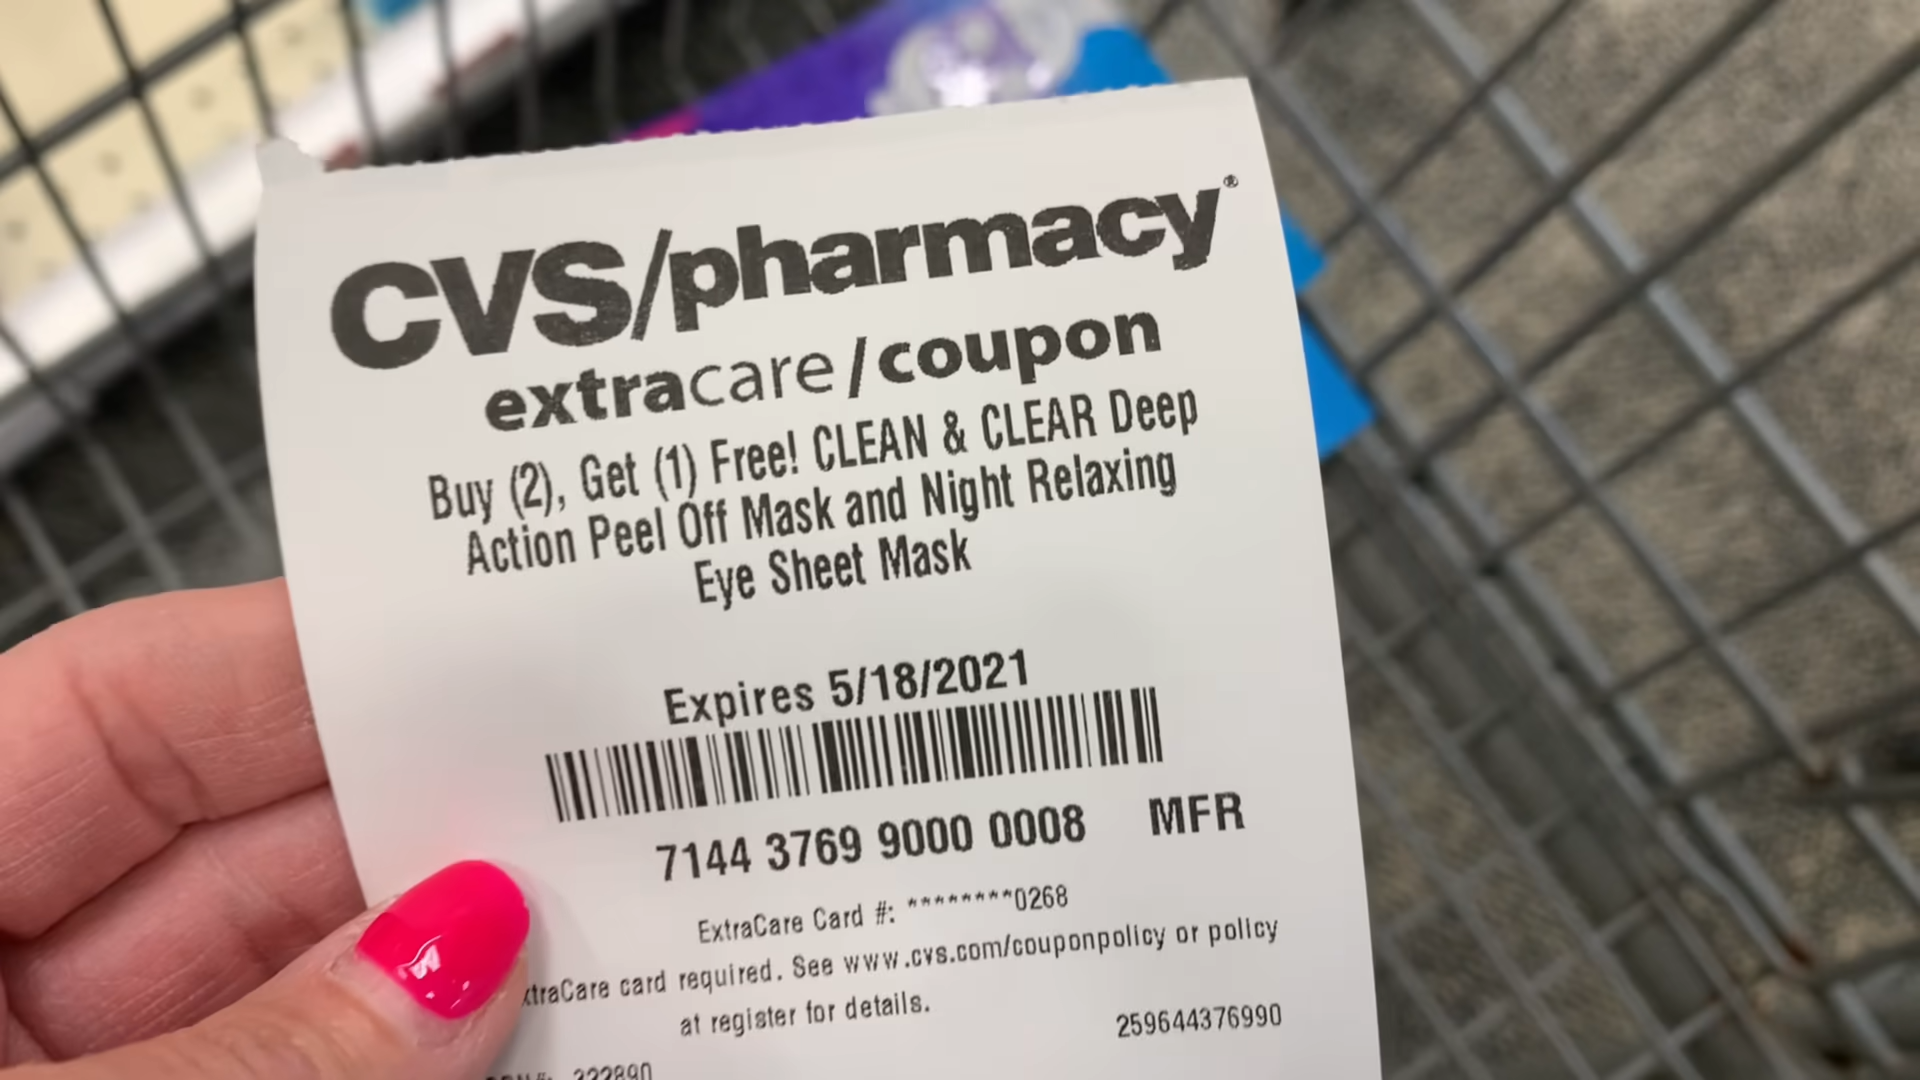 CVS/pharmacy®
extracare/coupon
Buy (2), Get (1) Free! CLEAN & CLEAR Deep
Action Peel Off Mask and Night Relaxing
Eye Sheet Mask
Expires 5/18/2021
7144 3769 9000 0008 MFR
ExtraCare Card #: ********0268
xtraCare card required. See www.cvs.com/couponpolicy or policy
at register for details.
259644376990
322890